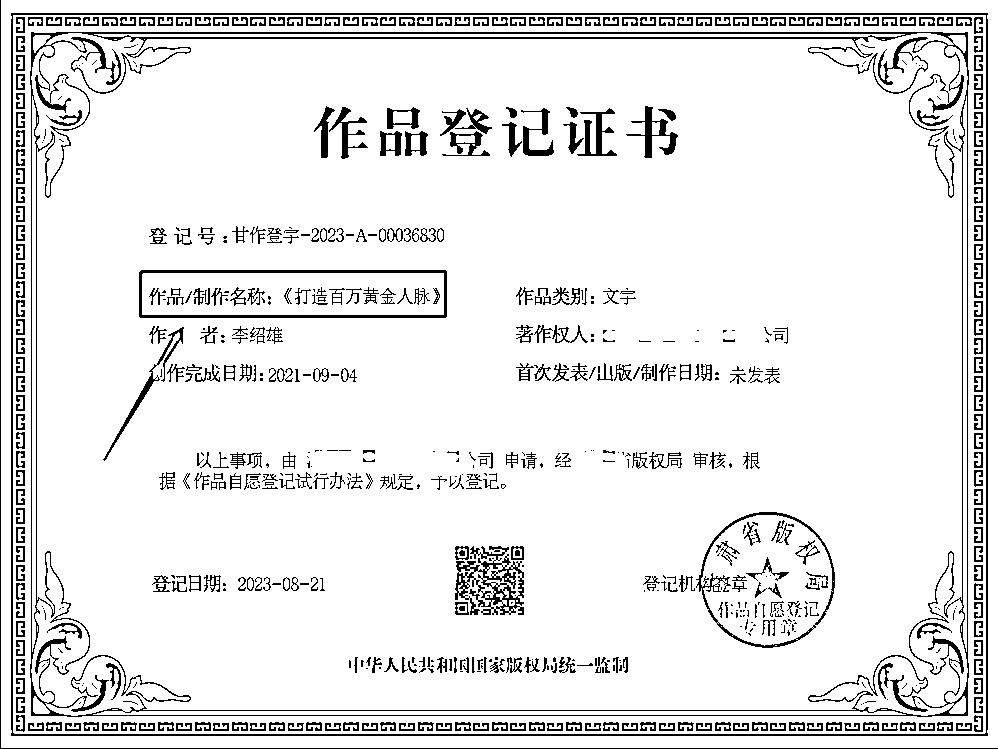 作品登记证书
登记号:甘作登字-2023-A-00036830
作品/制作名称:《打造百万黄金人脉》
作品类别:文字
作 者:李绍雄
著作权人: 公司
创作完成日期:2021-09-04
首次发表/出版/制作日期:未发表
以上事项,由 公司 申请,经 版权局 审核,根
据《作品自愿登记试行办法》规定,予以登记。
登记日期:2023-08-21
登记机构签章
肃省版权局
作品自愿登记
专用章
中华人民共和国国家版权局统一监制